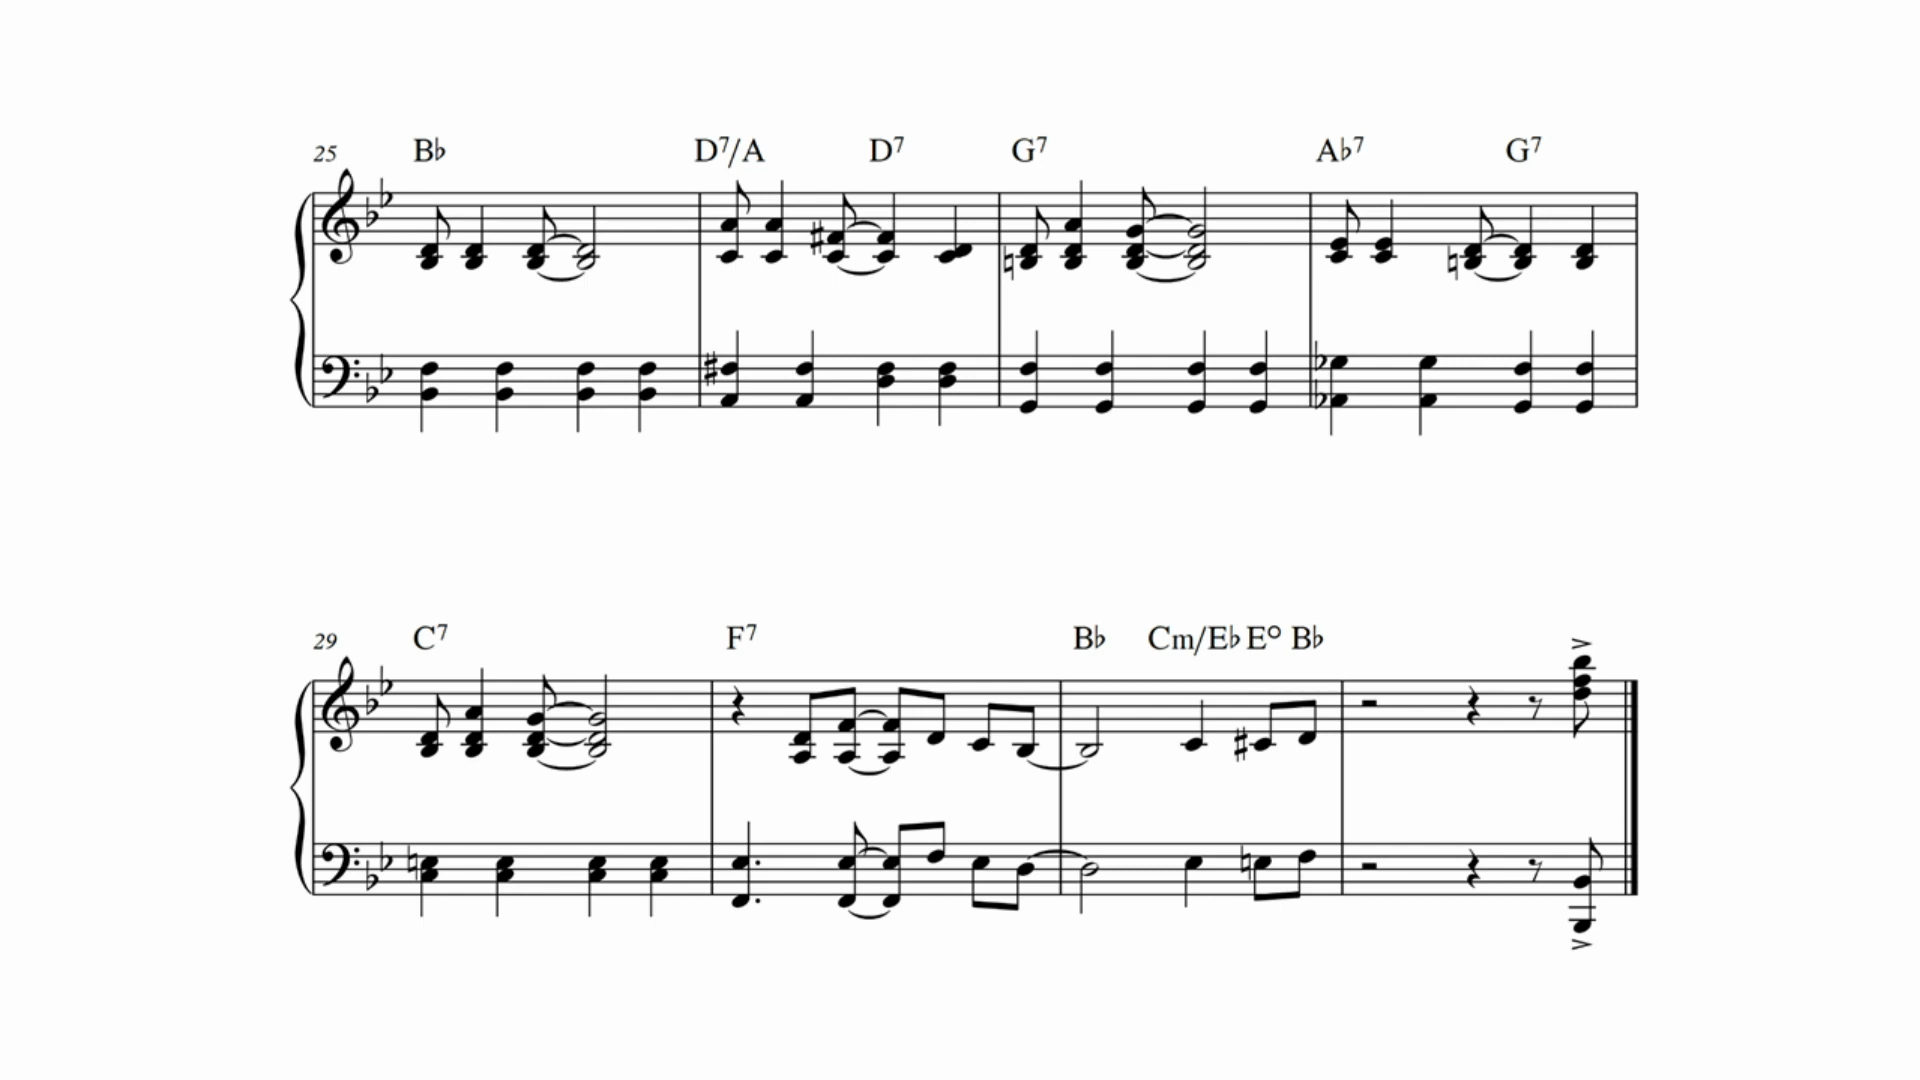 25 B♭ D7/A D7 G7 A♭7 G7
29 C7 F7 B♭ Cm/E♭ E° B♭